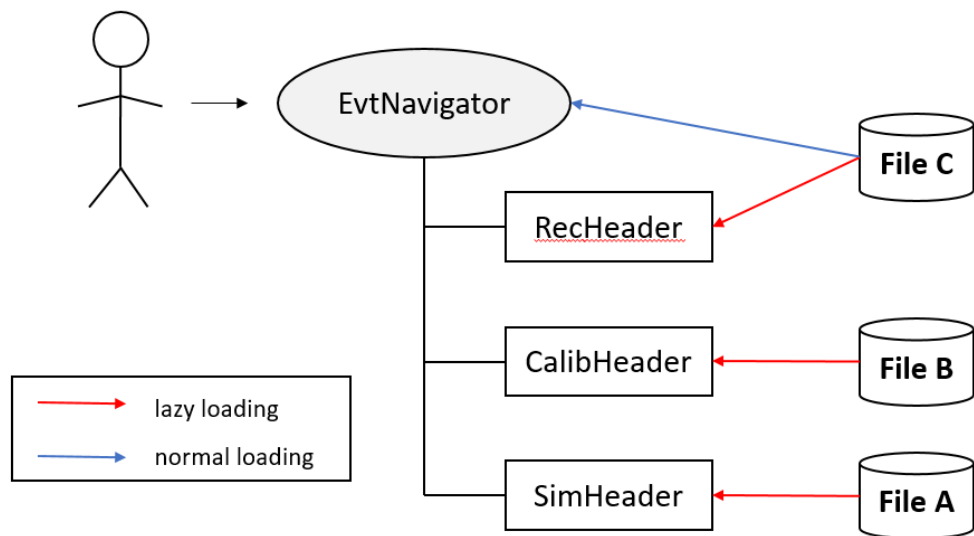 EvtNavigator
File C
RecHeader
CalibHeader
File B
lazy loading
normal loading
SimHeader
File A